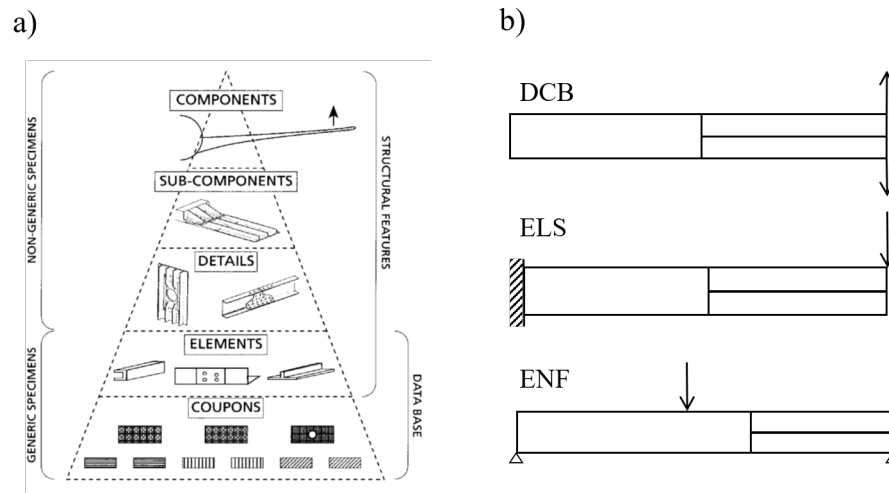 a)
COMPONENTS
SUB-COMPONENTS
DETAILS
ELEMENTS
COUPONS
NON-GENERIC SPECIMENS
GENERIC SPECIMENS
STRUCTURAL FEATURES
DATA BASE
b)
DCB
ELS
ENF